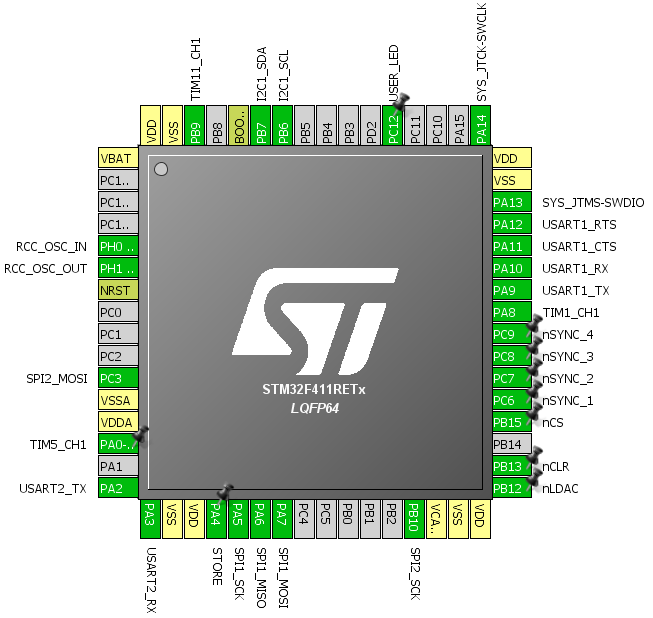 TIM11_CH1
I2C1_SDA
I2C1_SCL
USER_LED
SYS_JTCK-SWCLK
VDD
VSS
PB9
PB8
BOO..
PB7
PB6
PB5
PB4
PB3
PD2
PC12
PC11
PC10
PA15
PA14
VBAT
PC1..
PC1..
PC1..
RCC_OSC_IN PH0 ..
RCC_OSC_OUT PH1 ..
NRST
PC0
PC1
PC2
SPI2_MOSI PC3
VSSA
VDDA
TIM5_CH1 PA0-..
PA1
USART2_TX PA2
STM32F411RETx
LQFP64
VDD
VSS
PA13 SYS_JTMS-SWDIO
PA12 USART1_RTS
PA11 USART1_CTS
PA10 USART1_RX
PA9 USART1_TX
PA8 TIM1_CH1
PC9 nSYNC_4
PC8 nSYNC_3
PC7 nSYNC_2
PC6 nSYNC_1
PB15 nCS
PB14
PB13 nCLR
PB12 nLDAC
PA3
VSS
VDD
PA4
PA5
PA6
PA7
PC4
PC5
PB0
PB1
PB2
PB10
VCA..
VSS
VDD
USART2_RX
STORE
SPI1_SCK
SPI1_MISO
SPI1_MOSI
SPI2_SCK